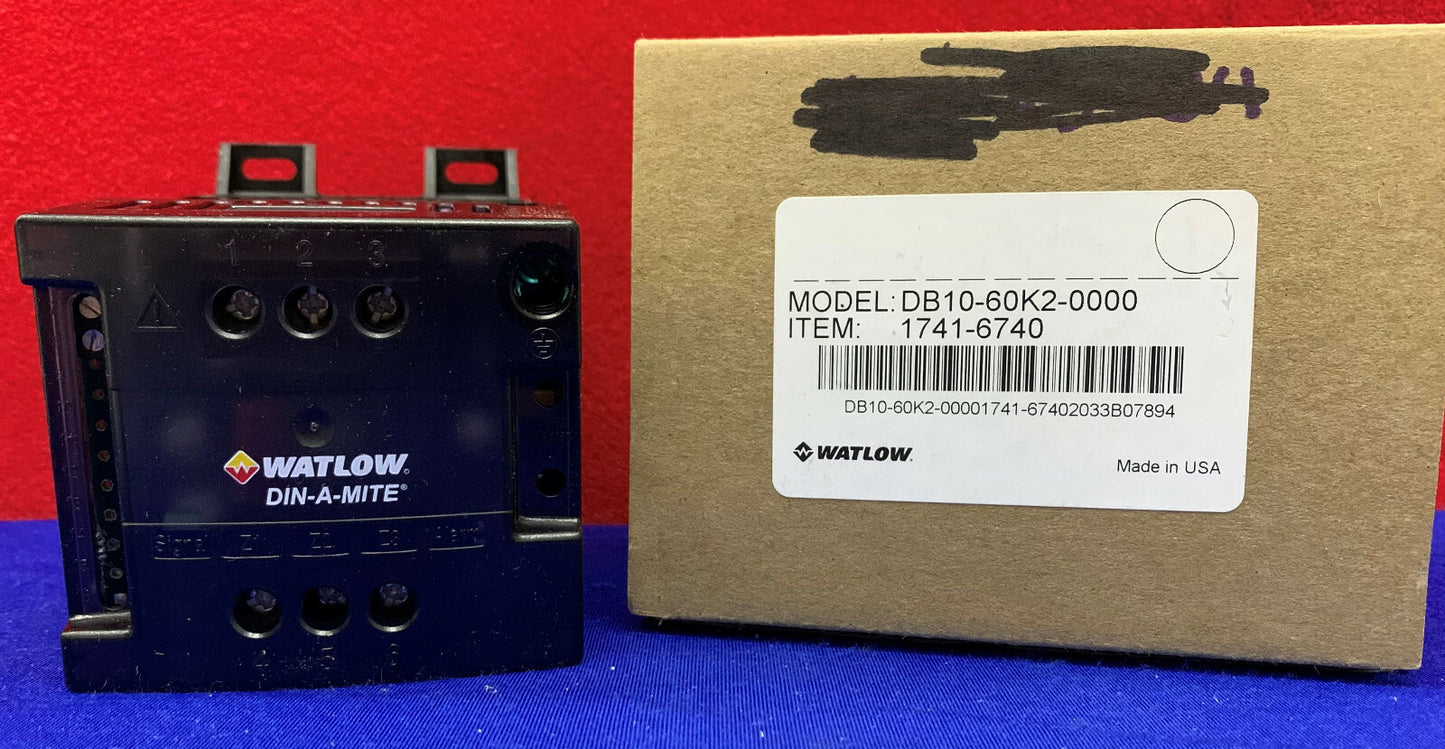 1 2 3
WATLOW®
DIN-A-MITE®
Signal Z1 Z2 Z3 Alarm
4 5 6
MODEL: DB10-60K2-0000
ITEM: 1741-6740
DB10-60K2-00001741-67402033B07894
WATLOW®
Made in USA